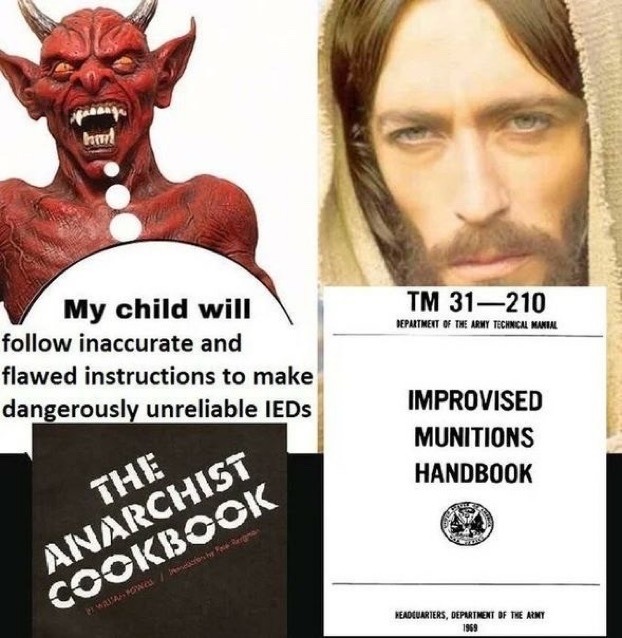 My child will
follow inaccurate and
flawed instructions to make
dangerously unreliable IEDs
THE
ANARCHIST
COOKBOOK
TM 31—210
DEPARTMENT OF THE ARMY TECHNICAL MANUAL
IMPROVISED
MUNITIONS
HANDBOOK
HEADQUARTERS, DEPARTMENT OF THE ARMY
1969